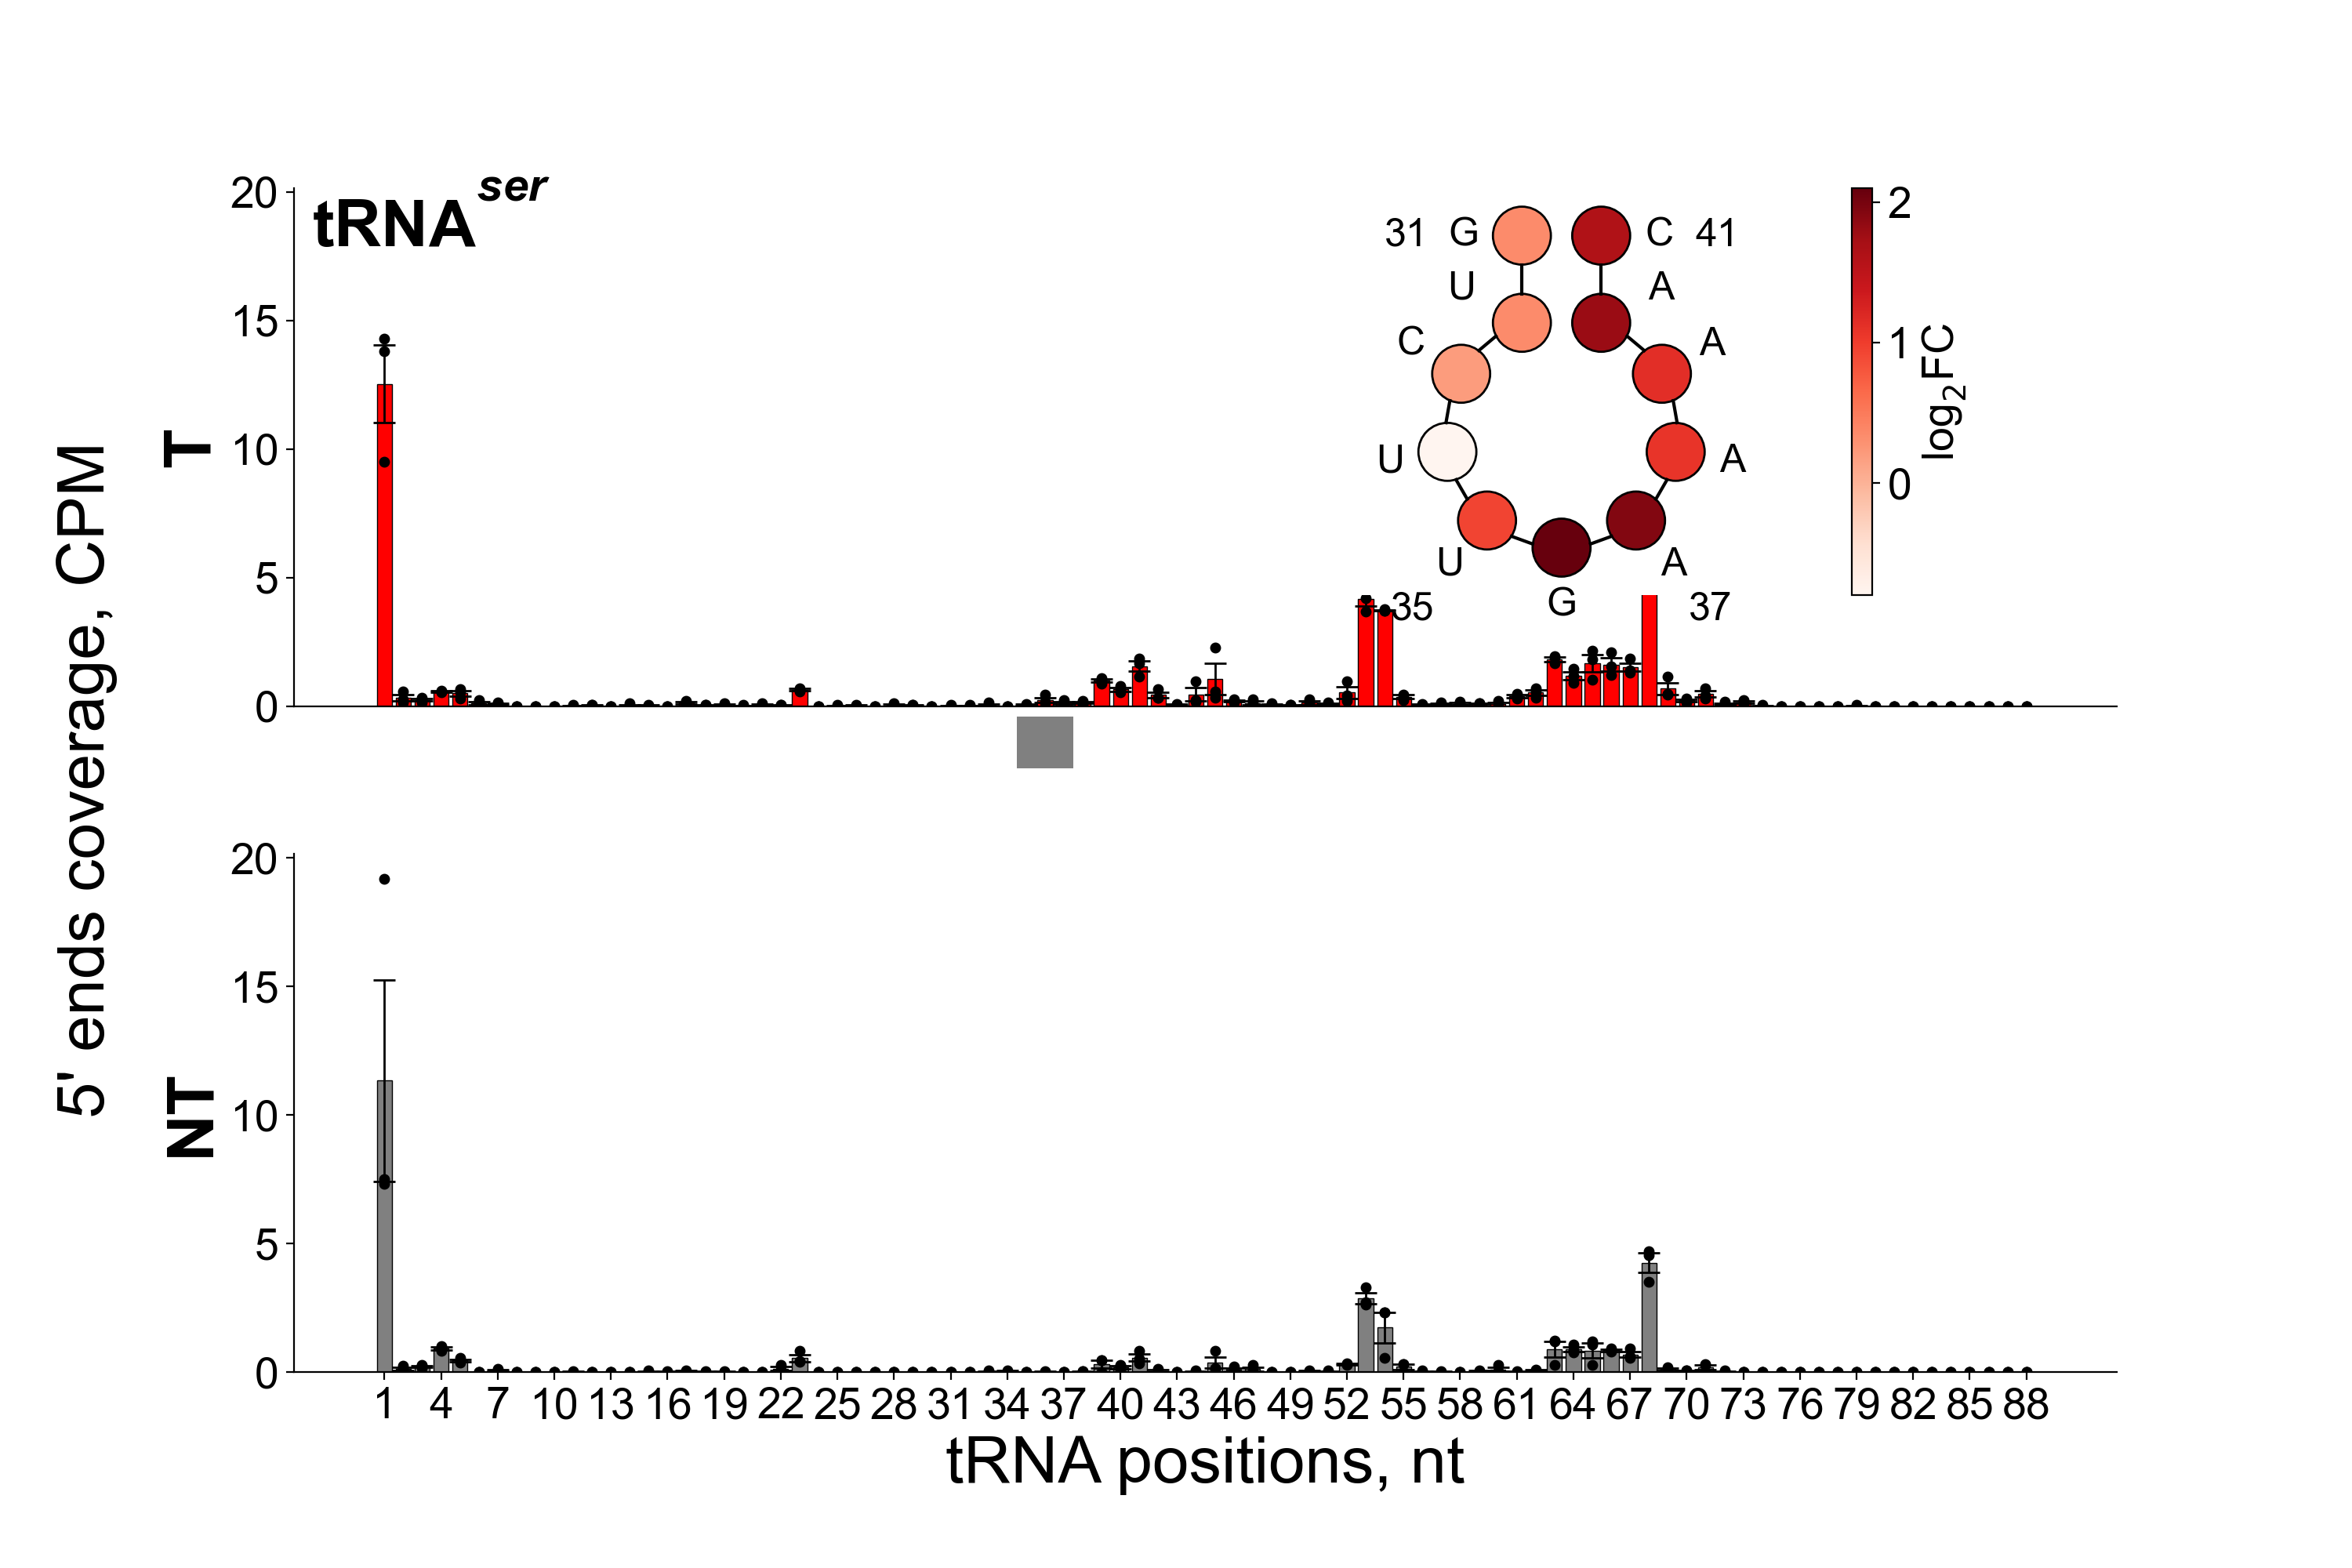 tRNA^ser
5' ends coverage, CPM
T
20
15
10
5
0
31 G C 41
U A
C A
U A
U A
35 G 37
2
1
0
log₂FC
NT
20
15
10
5
0
1 4 7 10 13 16 19 22 25 28 31 34 37 40 43 46 49 52 55 58 61 64 67 70 73 76 79 82 85 88
tRNA positions, nt